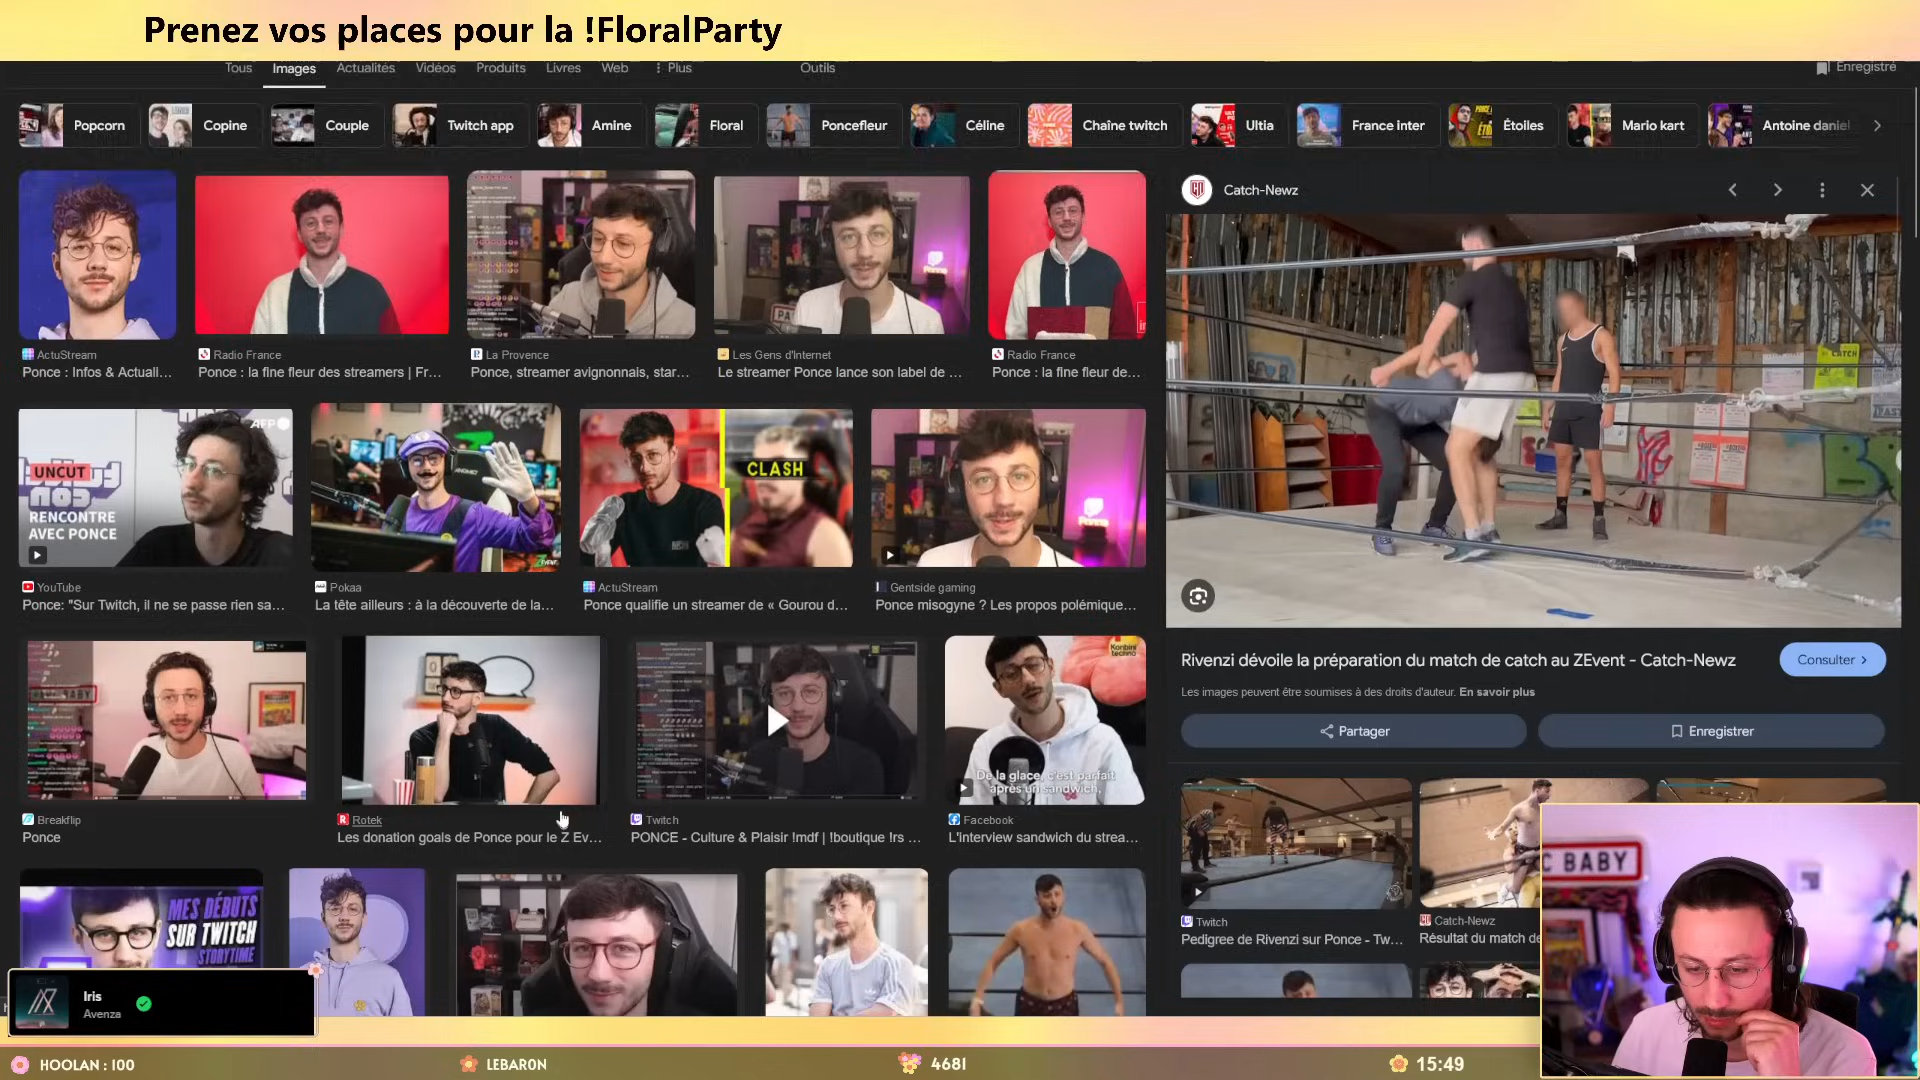 Prenez vos places pour la !FloralParty
Tous
Images
Actualités
Vidéos
Produits
Livres
Web
Plus
Outils
Enregistré
Popcorn
Copine
Couple
Twitch app
Amine
Floral
Poncefleur
Céline
Chaîne twitch
Ultia
France inter
Étoiles
Mario kart
Antoine daniel
Catch-Newz
ActuStream
Ponce : Infos & Actuali...
Radio France
Ponce : la fine fleur des streamers | Fr...
La Provence
Ponce, streamer avignonnais, star...
Les Gens d'Internet
Le streamer Ponce lance son label de ...
Radio France
Ponce : la fine fleur de...
AFP
UNCUT
RENCONTRE
AVEC PONCE
CLASH
YouTube
Ponce: "Sur Twitch, il ne se passe rien sa...
Pokaa
La tête ailleurs : à la découverte de la...
ActuStream
Ponce qualifie un streamer de « Gourou d...
Gentside gaming
Ponce misogyne ? Les propos polémique...
Rivenzi dévoile la préparation du match de catch au ZEvent - Catch-Newz
Consulter
Les images peuvent être soumises à des droits d'auteur. En savoir plus
Partager
Enregistrer
Konbini
techno
De la glace, c'est parfait
après un sandwich,
Breakflip
Ponce
Rotek
Les donation goals de Ponce pour le Z Ev...
Twitch
PONCE - Culture & Plaisir !mdf | !boutique !rs ...
Facebook
L'interview sandwich du strea...
Twitch
Pedigree de Rivenzi sur Ponce - Tw...
Catch-Newz
Résultat du match de
MES DÉBUTS
SUR TWITCH
STORYTIME
C BABY
Iris
Avenza
HOOLAN : 100
LEBARON
4681
15:49